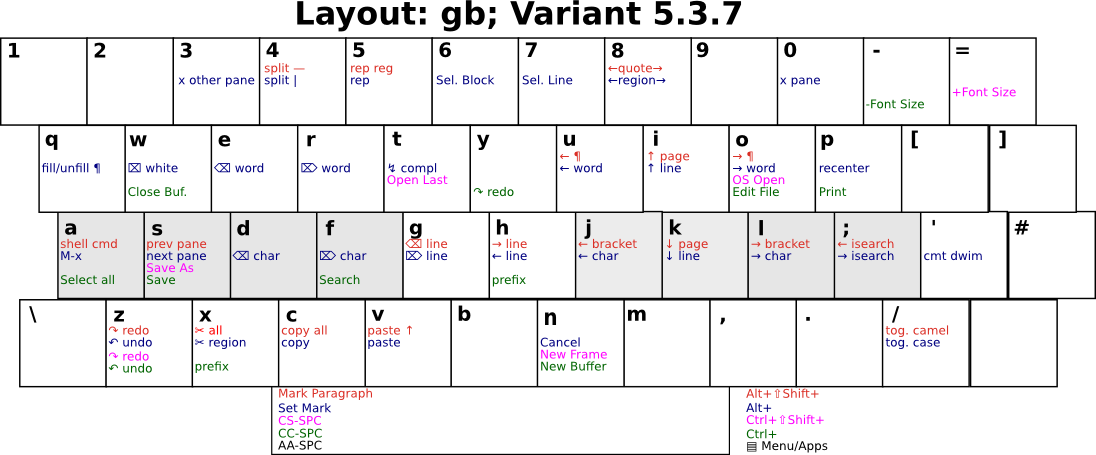 Layout: gb; Variant 5.3.7
1 2 3 4 5 6 7 8 9 0 - =
split — rep reg ←quote→
x other pane split | rep Sel. Block Sel. Line ←region→ x pane
+Font Size
-Font Size
q w e r t y u i o p [ ]
← ¶ ↑ page → ¶
fill/unfill ¶ ⌧ white ⌫ word ⌦ word ↯ compl ← word ↑ line → word recenter
Open Last OS Open
Close Buf. ↷ redo Edit File Print
a s d f g h j k l ; ' #
shell cmd prev pane ⌫ line → line ← bracket ↓ page → bracket ← isearch
M-x next pane ⌫ char ⌦ char ⌦ line ← line ← char ↓ line → char → isearch cmt dwim
Save As
Select all Save Search prefix
\ z x c v b n m , . /
↷ redo ✂ all copy all paste ↑ tog. camel
↶ undo ✂ region copy paste Cancel tog. case
↷ redo New Frame
↶ undo prefix New Buffer
Mark Paragraph Alt+⇧Shift+
Set Mark Alt+
CS-SPC Ctrl+⇧Shift+
CC-SPC Ctrl+
AA-SPC ▤ Menu/Apps